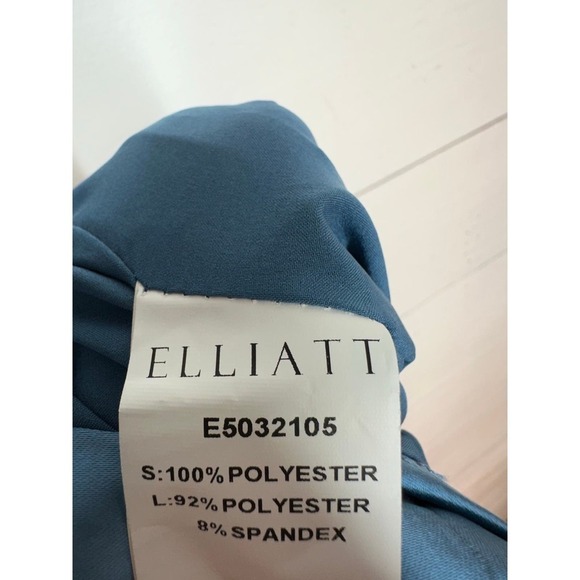 ELLIATT
E5032105
S:100% POLYESTER
L:92% POLYESTER
8% SPANDEX